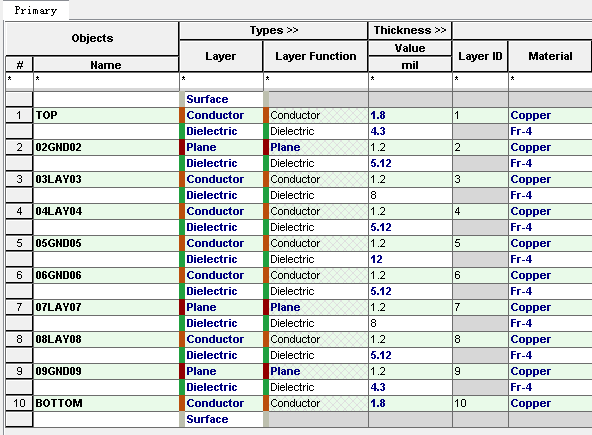 Primary
Objects Types >> Thickness >>
Layer Layer Function Value Layer ID Material
# Name mil
* * * * * * *
Surface
1 TOP Conductor Conductor 1.8 1 Copper
Dielectric Dielectric 4.3 Fr-4
2 02GND02 Plane Plane 1.2 2 Copper
Dielectric Dielectric 5.12 Fr-4
3 03LAY03 Conductor Conductor 1.2 3 Copper
Dielectric Dielectric 8 Fr-4
4 04LAY04 Conductor Conductor 1.2 4 Copper
Dielectric Dielectric 5.12 Fr-4
5 05GND05 Conductor Conductor 1.2 5 Copper
Dielectric Dielectric 12 Fr-4
6 06GND06 Conductor Conductor 1.2 6 Copper
Dielectric Dielectric 5.12 Fr-4
7 07LAY07 Plane Plane 1.2 7 Copper
Dielectric Dielectric 8 Fr-4
8 08LAY08 Conductor Conductor 1.2 8 Copper
Dielectric Dielectric 5.12 Fr-4
9 09GND09 Plane Plane 1.2 9 Copper
Dielectric Dielectric 4.3 Fr-4
10 BOTTOM Conductor Conductor 1.8 10 Copper
Surface